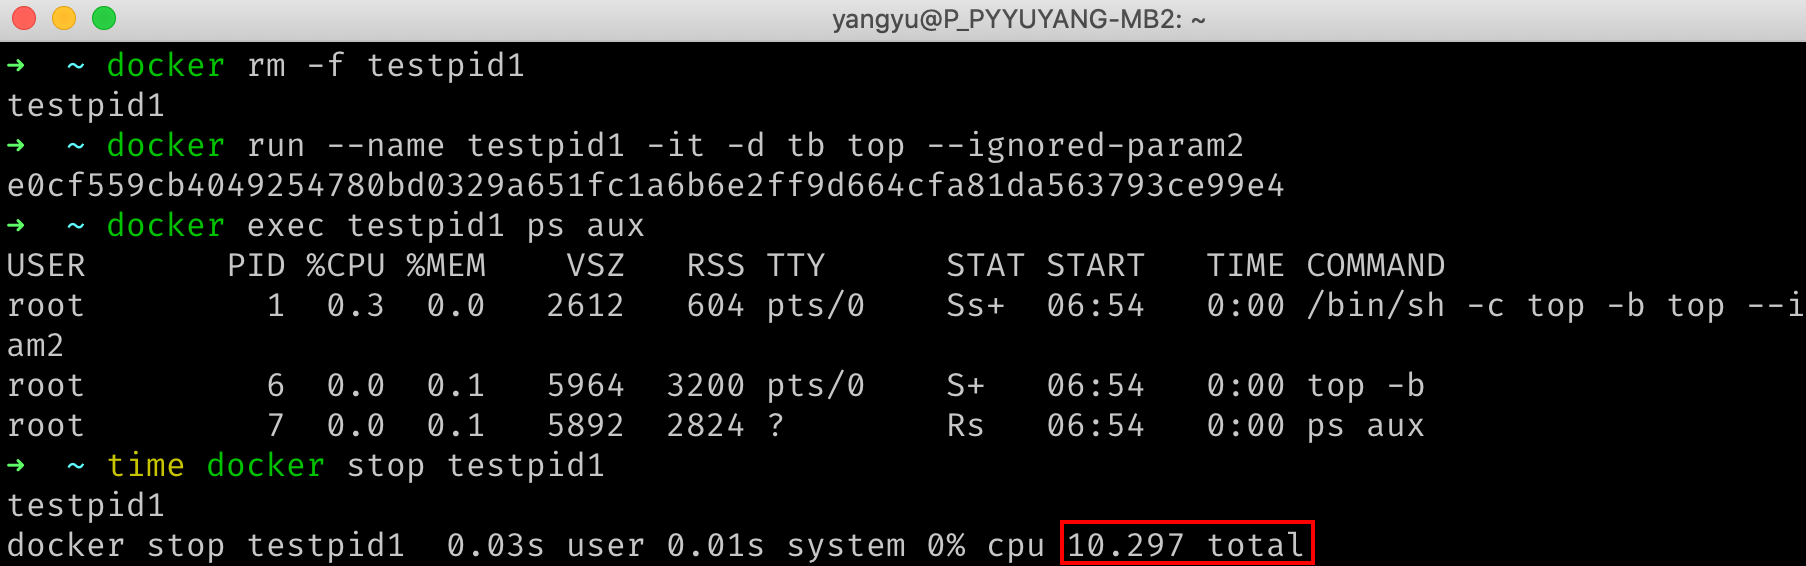 yangyu@P_PYYUYANG-MB2: ~
➜  ~ docker rm -f testpid1
testpid1
➜  ~ docker run --name testpid1 -it -d tb top --ignored-param2
e0cf559cb4049254780bd0329a651fc1a6b6e2ff9d664cfa81da563793ce99e4
➜  ~ docker exec testpid1 ps aux
USER       PID %CPU %MEM    VSZ   RSS TTY      STAT START   TIME COMMAND
root         1  0.3  0.0   2612   604 pts/0    Ss+  06:54   0:00 /bin/sh -c top -b top --i
am2
root         6  0.0  0.1   5964  3200 pts/0    S+   06:54   0:00 top -b
root         7  0.0  0.1   5892  2824 ?        Rs   06:54   0:00 ps aux
➜  ~ time docker stop testpid1
testpid1
docker stop testpid1  0.03s user 0.01s system 0% cpu 10.297 total